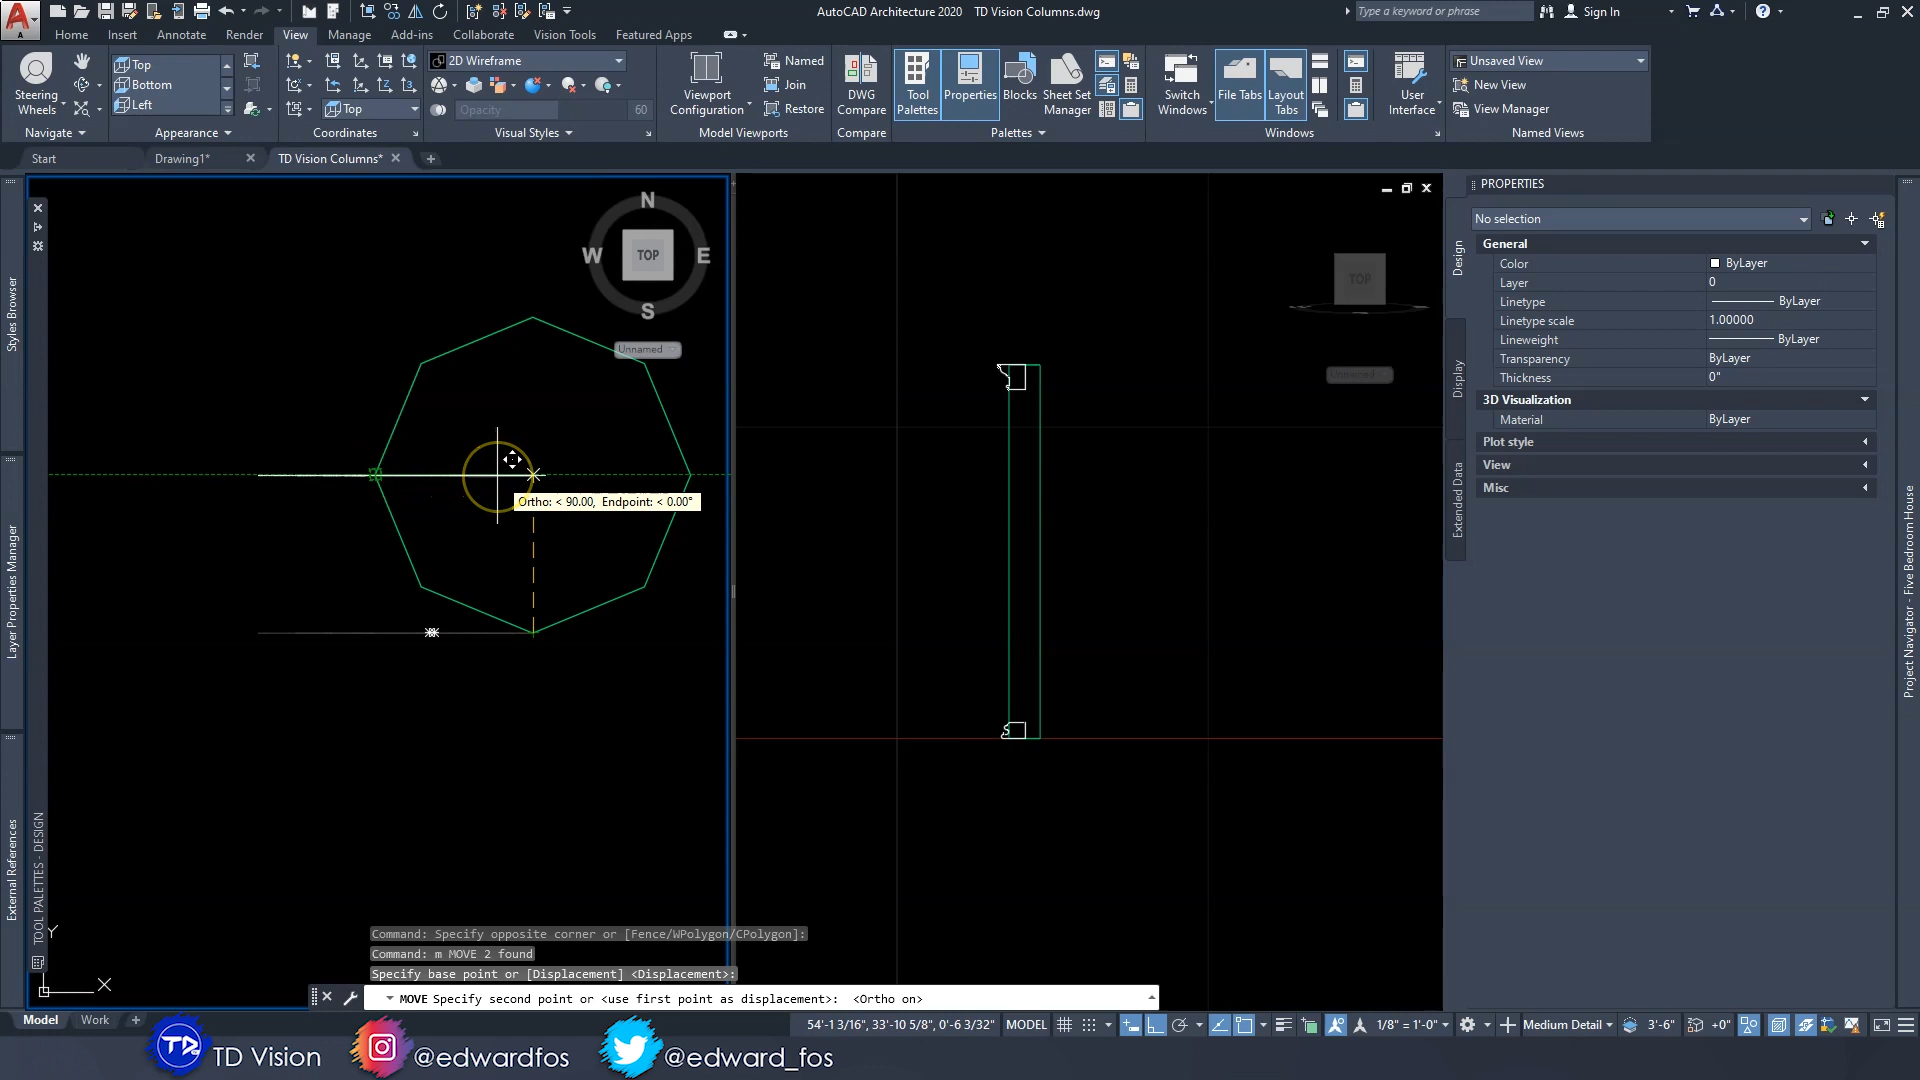 AutoCAD Architecture 2020 TD Vision Columns.dwg
Type a keyword or phrase
Sign In
Home Insert Annotate Render View Manage Add-ins Collaborate Vision Tools Featured Apps
Steering Wheels
Navigate
Top
Bottom
Left
Appearance
Top
Coordinates
2D Wireframe
Opacity 60
Visual Styles
Viewport Configuration
Named
Join
Restore
Model Viewports
DWG Compare
Compare
Tool Palettes
Properties
Blocks
Sheet Set Manager
Palettes
Switch Windows
File Tabs
Layout Tabs
User Interface
Windows
Unsaved View
New View
View Manager
Named Views
Start
Drawing1*
TD Vision Columns*
Styles Browser
Layer Properties Manager
External References
TOOL PALETTES - DESIGN
N
W TOP E
S
Unnamed
Ortho: < 90.00, Endpoint: < 0.00°
Y
X
TOP
Unnamed
PROPERTIES
No selection
General
Color ByLayer
Layer 0
Linetype ByLayer
Linetype scale 1.00000
Lineweight ByLayer
Transparency ByLayer
Thickness 0"
3D Visualization
Material ByLayer
Plot style
View
Misc
Design
Display
Extended Data
Project Navigator - Five Bedroom House
Command: Specify opposite corner or [Fence/WPolygon/CPolygon]:
Command: m MOVE 2 found
Specify base point or [Displacement] <Displacement>:
MOVE Specify second point or <use first point as displacement>: <Ortho on>
Model Work
54'-1 3/16", 33'-10 5/8", 0'-6 3/32" MODEL
1/8" = 1'-0"
Medium Detail
3'-6"
+0"
TD
TD Vision
@edwardfos
@edward_fos